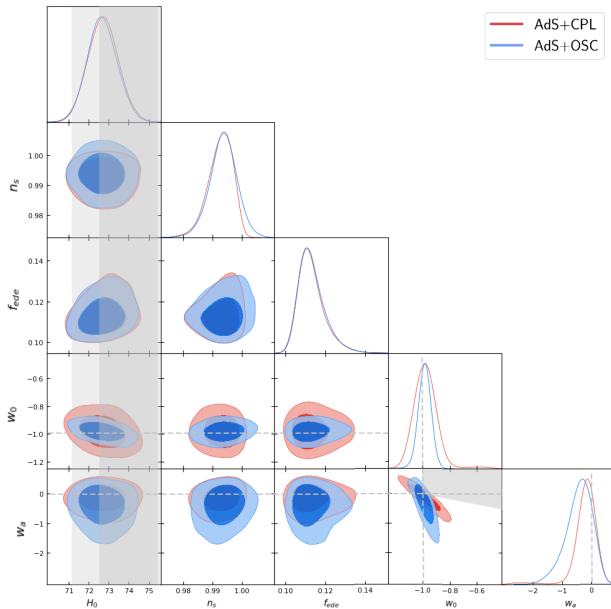 AdS+CPL
AdS+OSC
n_s
1.00
0.99
0.98
f_ede
0.14
0.12
0.10
w_0
−0.6
−0.8
−1.0
−1.2
w_a
0
−1
−2
71 72 73 74 75
0.98 0.99 1.00
0.10 0.12 0.14
−1.0 −0.8 −0.6
−2 0
H_0
n_s
f_ede
w_0
w_a